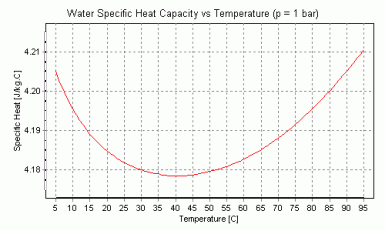 Water Specific Heat Capacity vs Temperature (p = 1 bar)
Specific Heat [J/kg.C]
4.21
4.20
4.19
4.18
5 10 15 20 25 30 35 40 45 50 55 60 65 70 75 80 85 90 95
Temperature [C]